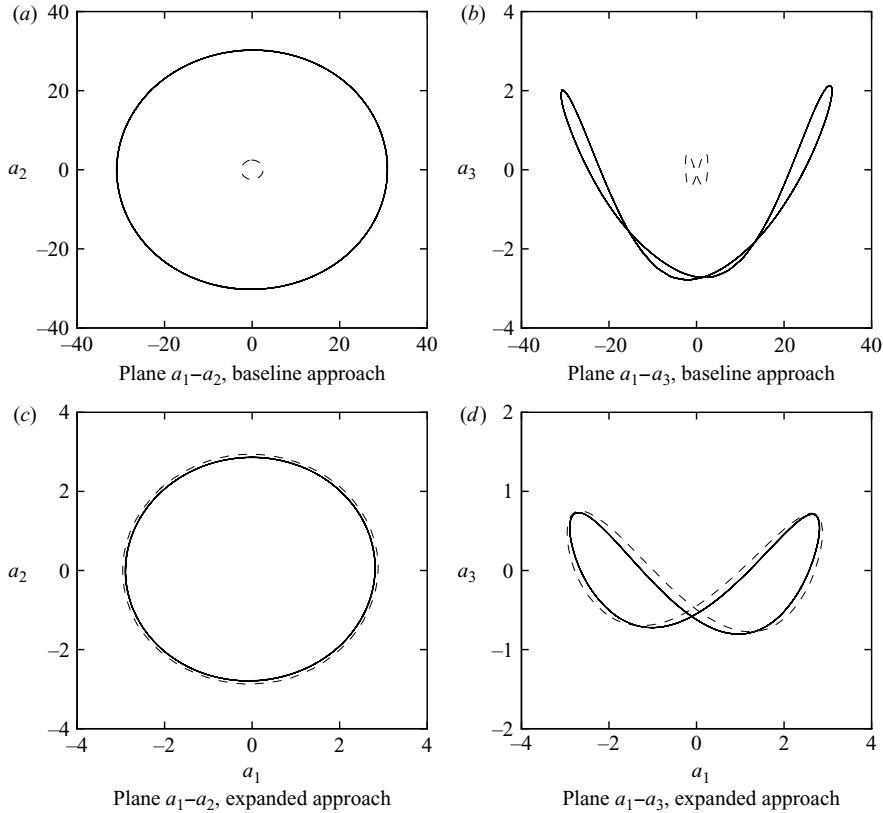 (a)
40
20
a2
0
−20
−40
−40
−20
0
20
40
Plane a1−a2, baseline approach
(b)
4
2
a3
0
−2
−4
−40
−20
0
20
40
Plane a1−a3, baseline approach
(c)
4
2
a2
0
−2
−4
−4
−2
0
2
4
a1
Plane a1−a2, expanded approach
(d)
2
1
a3
0
−1
−2
−4
−2
0
2
4
a1
Plane a1−a3, expanded approach